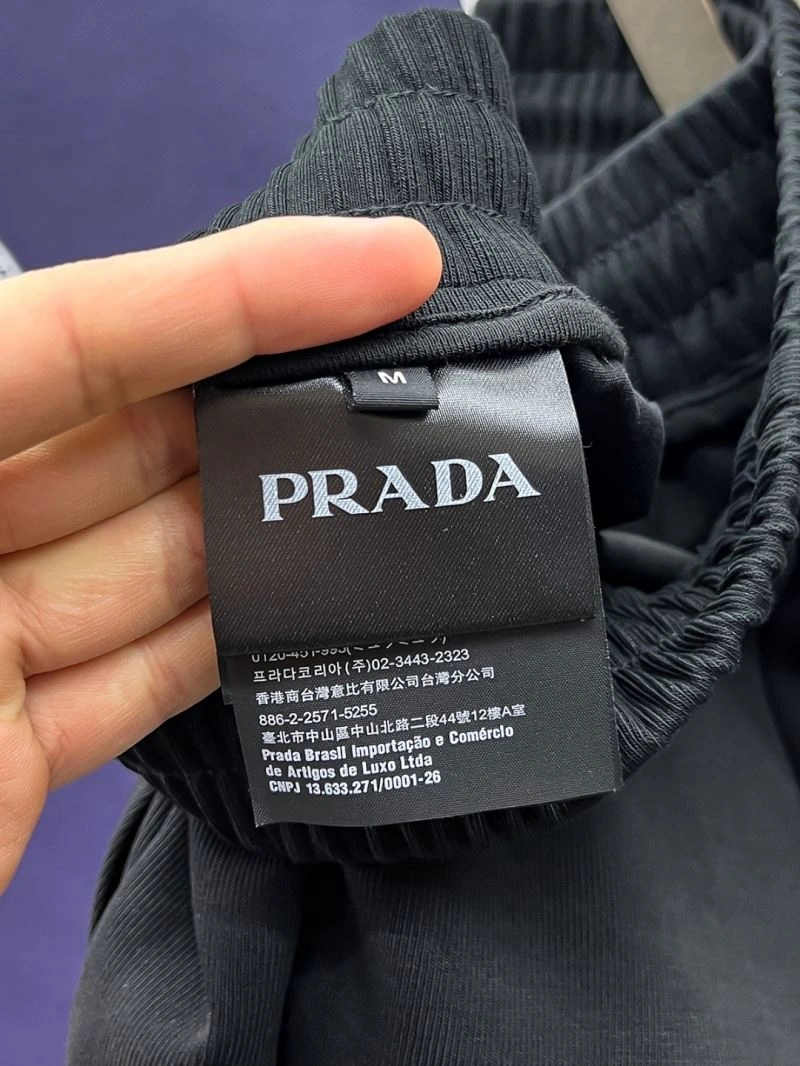 M
PRADA
프라다코리아(주)02-3443-2323
香港商台灣意比有限公司台灣分公司
886-2-2571-5255
臺北市中山區中山北路二段44號12樓A室
Prada Brasil Importação e Comércio
de Artigos de Luxo Ltda
CNPJ 13.633.271/0001-26